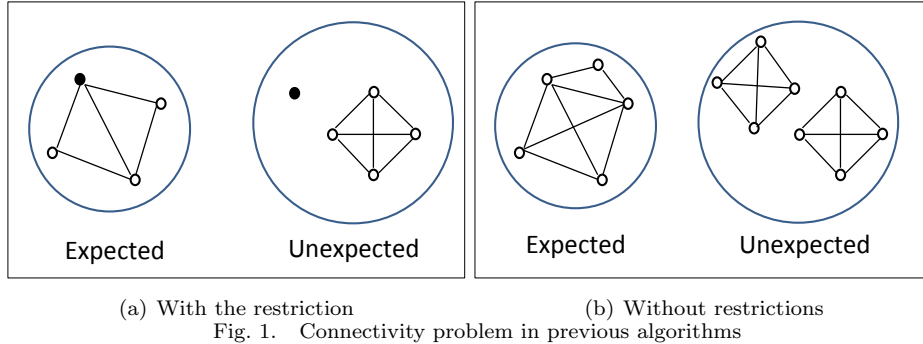 Expected Unexpected Expected Unexpected
(a) With the restriction (b) Without restrictions
Fig. 1. Connectivity problem in previous algorithms